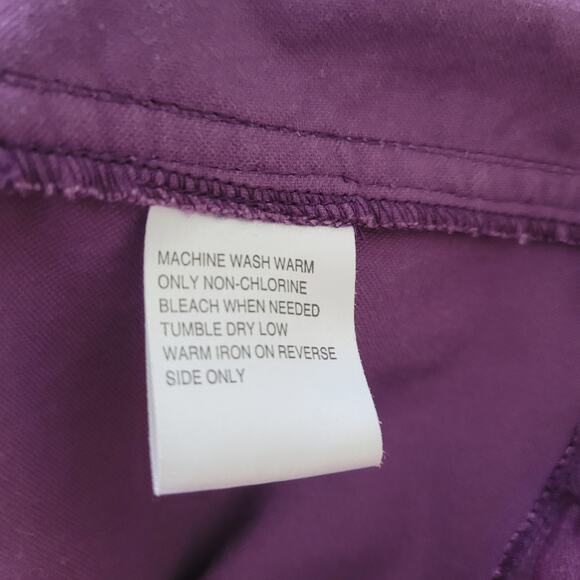 MACHINE WASH WARM
ONLY NON-CHLORINE
BLEACH WHEN NEEDED
TUMBLE DRY LOW
WARM IRON ON REVERSE
SIDE ONLY